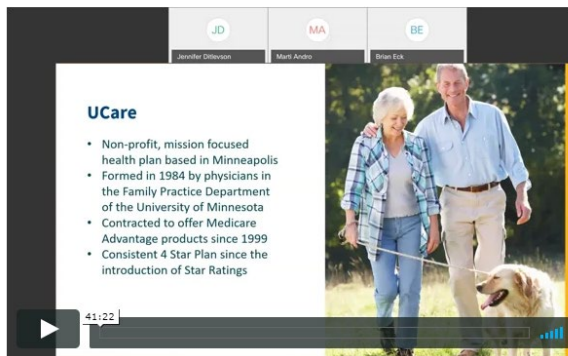 JD
MA
BE
Jennifer Ditlevson
Marti Andro
Brian Eck
UCare
• Non-profit, mission focused
health plan based in Minneapolis
• Formed in 1984 by physicians in
the Family Practice Department
of the University of Minnesota
• Contracted to offer Medicare
Advantage products since 1999
• Consistent 4 Star Plan since the
introduction of Star Ratings
41:22